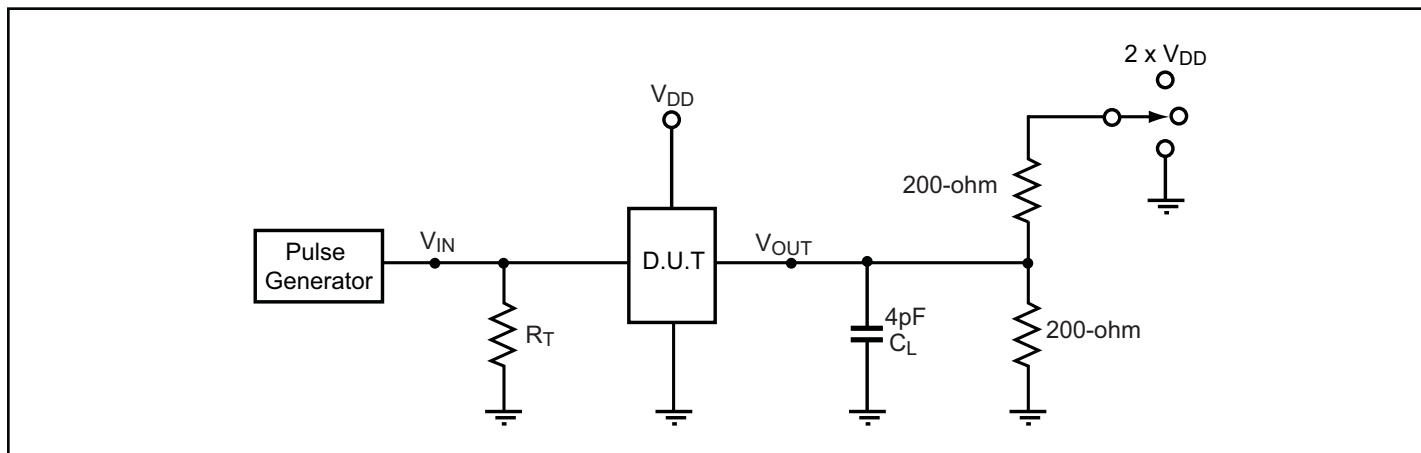 2 x VDD
VDD
200-ohm
Pulse
Generator
VIN
D.U.T
VOUT
RT
4pF
CL
200-ohm